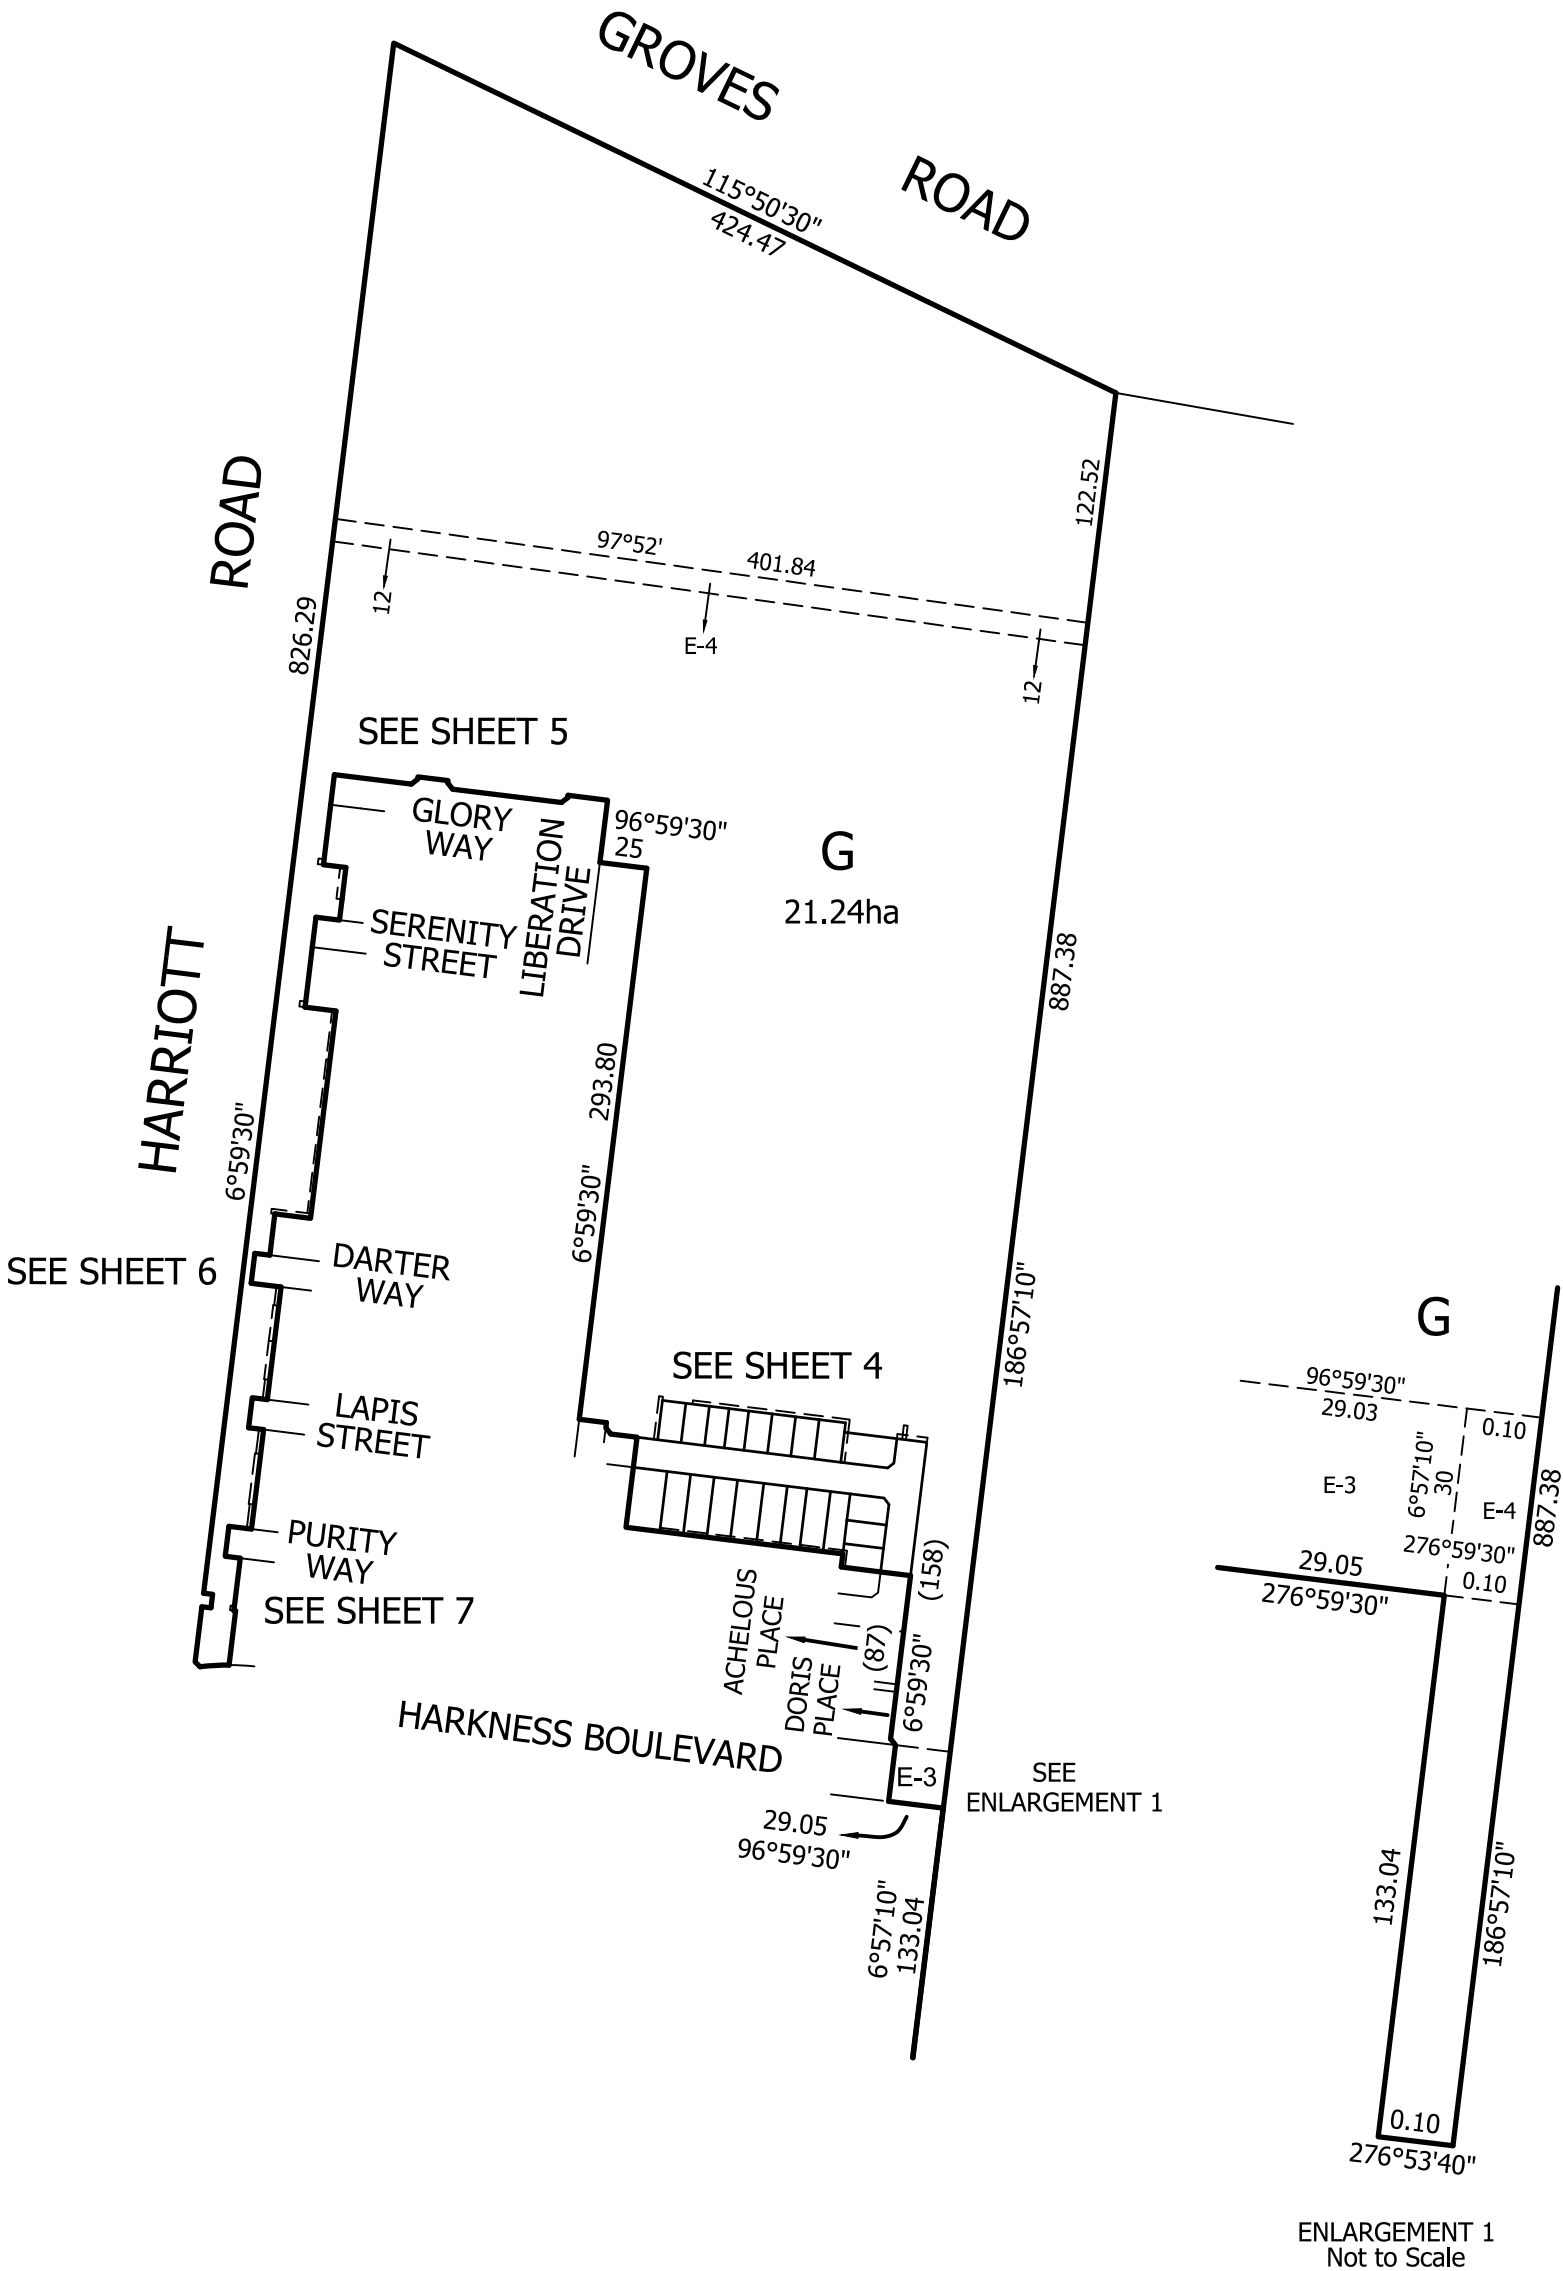 GROVES
ROAD
115°50'30"
424.47
122.52
ROAD
97°52'
401.84
12
E-4
12
826.29
SEE SHEET 5
GLORY
WAY
LIBERATION
DRIVE
96°59'30"
25
G
21.24ha
SERENITY
STREET
887.38
HARRIOTT
293.80
6°59'30"
6°59'30"
SEE SHEET 6
DARTER
WAY
186°57'10"
SEE SHEET 4
LAPIS
STREET
PURITY
WAY
SEE SHEET 7
(158)
ACHELOUS
PLACE
(87)
DORIS
PLACE
6°59'30"
HARKNESS BOULEVARD
E-3
29.05
96°59'30"
SEE
ENLARGEMENT 1
6°57'10"
133.04
G
96°59'30"
29.03
0.10
6°57'10"
30
E-3
E-4
887.38
276°59'30"
0.10
29.05
276°59'30"
133.04
186°57'10"
0.10
276°53'40"
ENLARGEMENT 1
Not to Scale